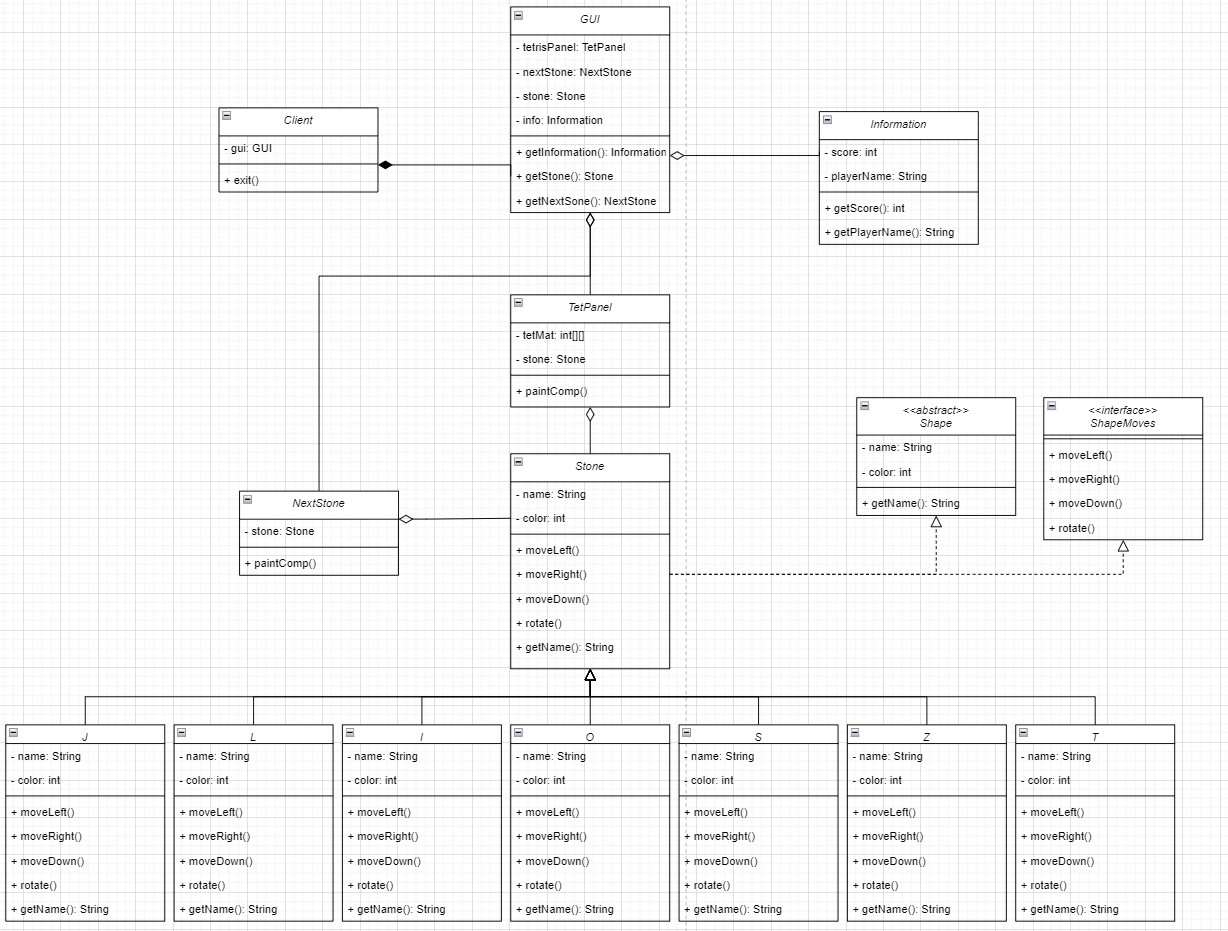 GUI
- tetrisPanel: TetPanel
- nextStone: NextStone
- stone: Stone
- info: Information
+ getInformation(): Information
+ getStone(): Stone
+ getNextSone(): NextStone
Client
- gui: GUI
+ exit()
Information
- score: int
- playerName: String
+ getScore(): int
+ getPlayerName(): String
TetPanel
- tetMat: int[][]
- stone: Stone
+ paintComp()
<<abstract>>
Shape
- name: String
- color: int
+ getName(): String
<<interface>>
ShapeMoves
+ moveLeft()
+ moveRight()
+ moveDown()
+ rotate()
Stone
- name: String
- color: int
+ moveLeft()
+ moveRight()
+ moveDown()
+ rotate()
+ getName(): String
NextStone
- stone: Stone
+ paintComp()
J
- name: String
- color: int
+ moveLeft()
+ moveRight()
+ moveDown()
+ rotate()
+ getName(): String
L
- name: String
- color: int
+ moveLeft()
+ moveRight()
+ moveDown()
+ rotate()
+ getName(): String
I
- name: String
- color: int
+ moveLeft()
+ moveRight()
+ moveDown()
+ rotate()
+ getName(): String
O
- name: String
- color: int
+ moveLeft()
+ moveRight()
+ moveDown()
+ rotate()
+ getName(): String
S
- name: String
- color: int
+ moveLeft()
+ moveRight()
+ moveDown()
+ rotate()
+ getName(): String
Z
- name: String
- color: int
+ moveLeft()
+ moveRight()
+ moveDown()
+ rotate()
+ getName(): String
T
- name: String
- color: int
+ moveLeft()
+ moveRight()
+ moveDown()
+ rotate()
+ getName(): String